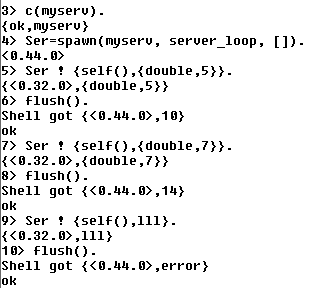 3> c(myserv).
{ok,myserv}
4> Ser=spawn(myserv, server_loop, []).
<0.44.0>
5> Ser ! {self(),{double,5}}.
{<0.32.0>,{double,5}}
6> flush().
Shell got {<0.44.0>,10}
ok
7> Ser ! {self(),{double,7}}.
{<0.32.0>,{double,7}}
8> flush().
Shell got {<0.44.0>,14}
ok
9> Ser ! {self(),lll}.
{<0.32.0>,lll}
10> flush().
Shell got {<0.44.0>,error}
ok